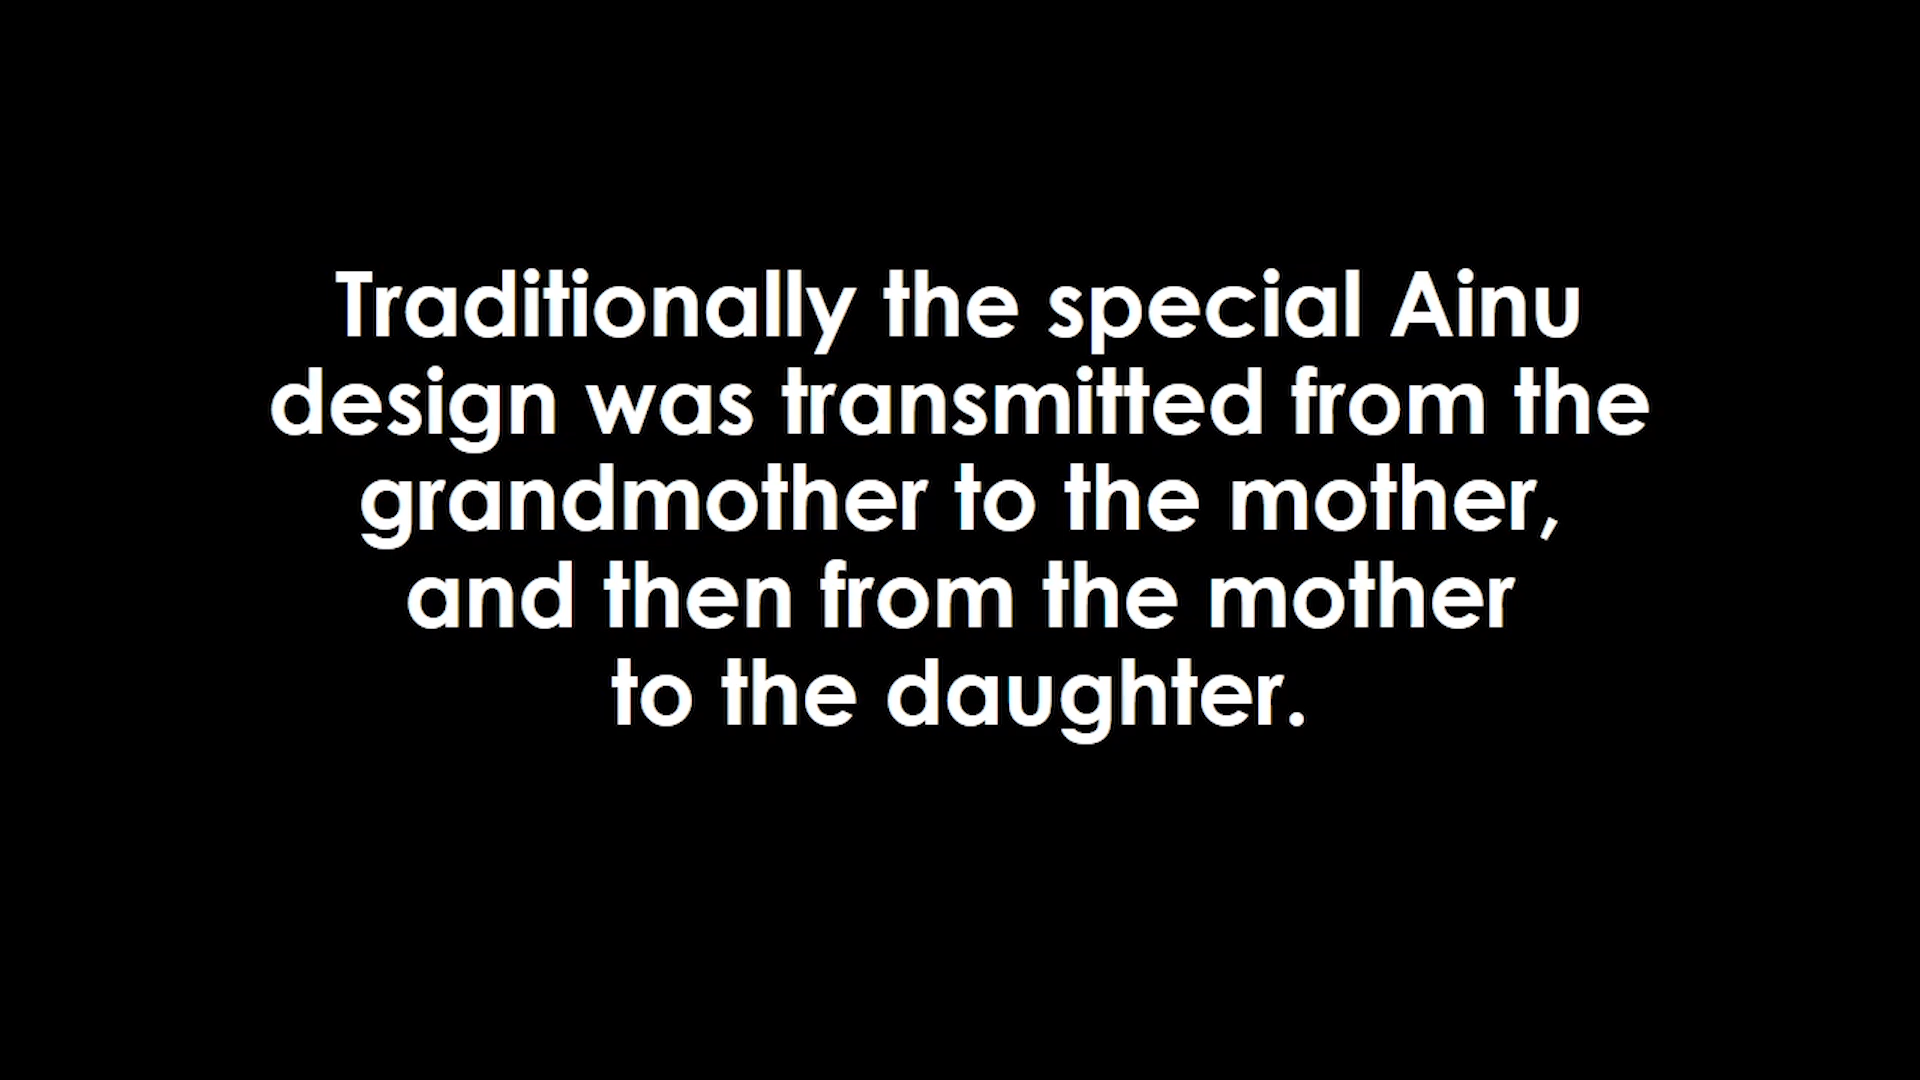 Traditionally the special Ainu
design was transmitted from the
grandmother to the mother,
and then from the mother
to the daughter.